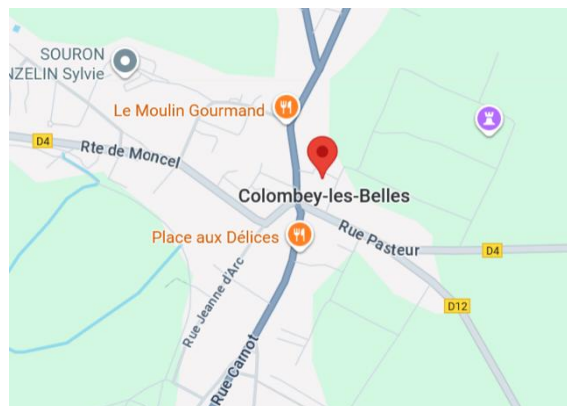 SOURON
NZELIN Sylvie
Le Moulin Gourmand
D4
Rte de Moncel
Colombey-les-Belles
Place aux Délices
Rue Pasteur
D4
Rue Jeanne d'Arc
D12
Rue Carnot